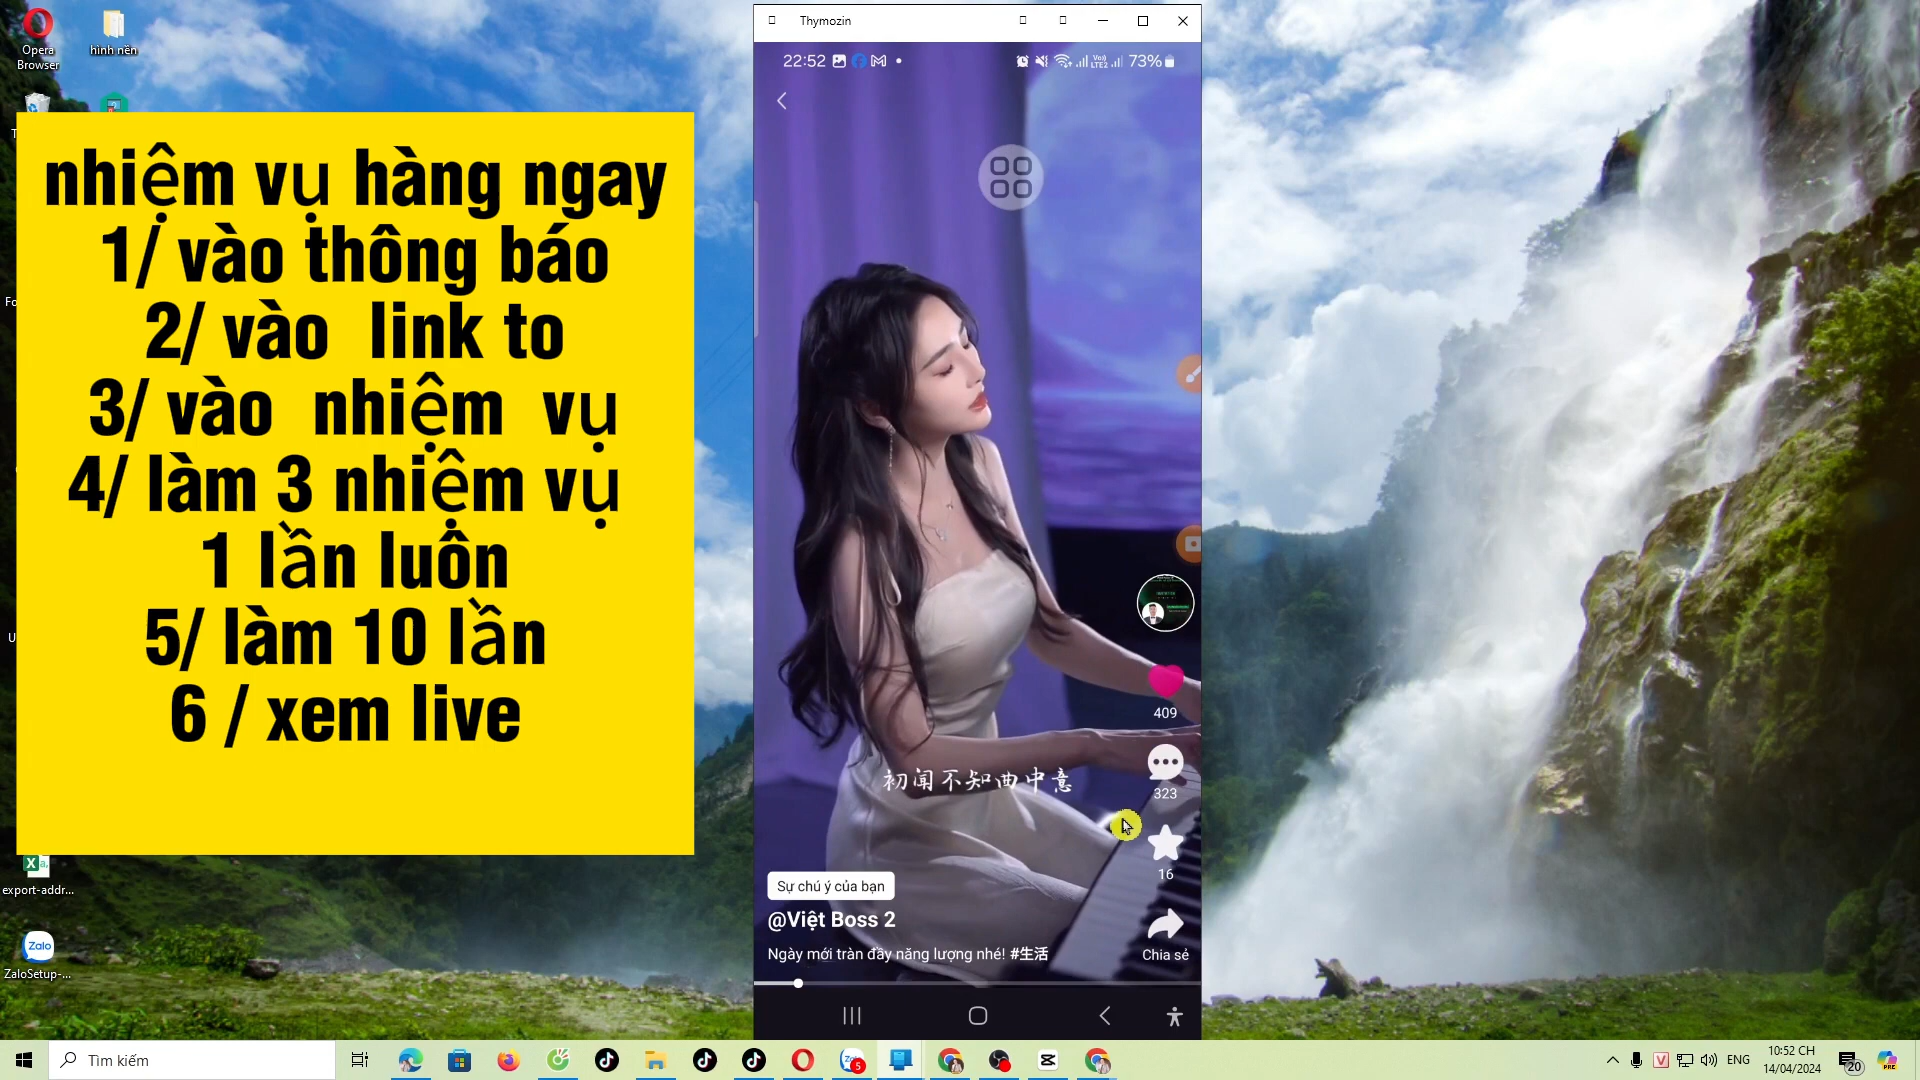 Opera
Browser
hình nền
nhiệm vụ hàng ngay
1/ vào thông báo
2/ vào link to
3/ vào nhiệm vụ
4/ làm 3 nhiệm vụ
1 lần luôn
5/ làm 10 lần
6 / xem live
export-addr...
Zalo
ZaloSetup-...
Thymozin
22:52
73%
409
初闻不知曲中意
323
16
Sự chú ý của bạn
@Việt Boss 2
Ngày mới tràn đầy năng lượng nhé! #生活
Chia sẻ
Tìm kiếm
5
ENG
10:52 CH
14/04/2024
20
PRE